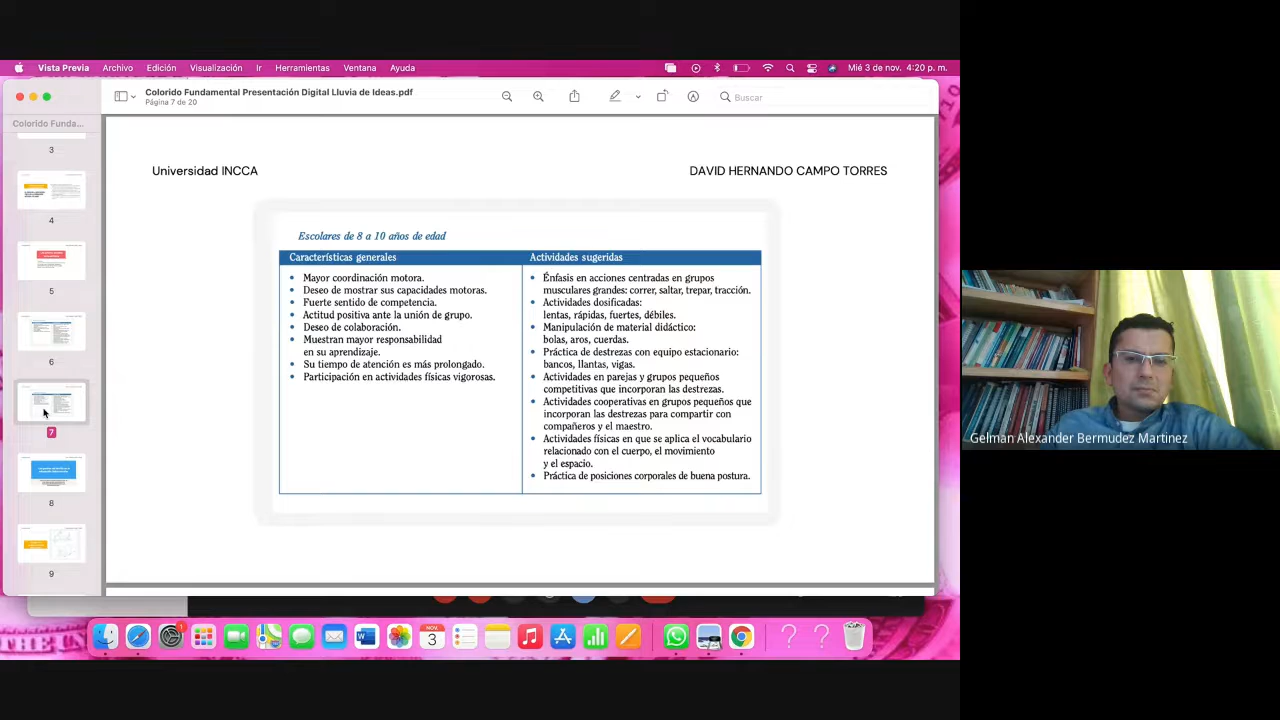 Vista Previa Archivo Edición Visualización Ir Herramientas Ventana Ayuda Mié 3 de nov. 4:20 p. m.
Colorido Fundamental Presentación Digital Lluvia de Ideas.pdf
Página 7 de 20
Buscar
Colorido Funda...
3
4
5
6
7
8
9
Universidad INCCA
DAVID HERNANDO CAMPO TORRES
Escolares de 8 a 10 años de edad
Características generales
• Mayor coordinación motora.
• Deseo de mostrar sus capacidades motoras.
• Fuerte sentido de competencia.
• Actitud positiva ante la unión de grupo.
• Deseo de colaboración.
• Muestran mayor responsabilidad
en su aprendizaje.
• Su tiempo de atención es más prolongado.
• Participación en actividades físicas vigorosas.
Actividades sugeridas
• Énfasis en acciones centradas en grupos
musculares grandes: correr, saltar, trepar, tracción.
• Actividades dosificadas:
lentas, rápidas, fuertes, débiles.
• Manipulación de material didáctico:
bolas, aros, cuerdas.
• Práctica de destrezas con equipo estacionario:
bancos, llantas, vigas.
• Actividades en parejas y grupos pequeños
competitivas que incorporan las destrezas.
• Actividades cooperativas en grupos pequeños que
incorporan las destrezas para compartir con
compañeros y el maestro.
• Actividades físicas en que se aplica el vocabulario
relacionado con el cuerpo, el movimiento
y el espacio.
• Práctica de posiciones corporales de buena postura.
NOV.
3
Gelman Alexander Bermudez Martinez